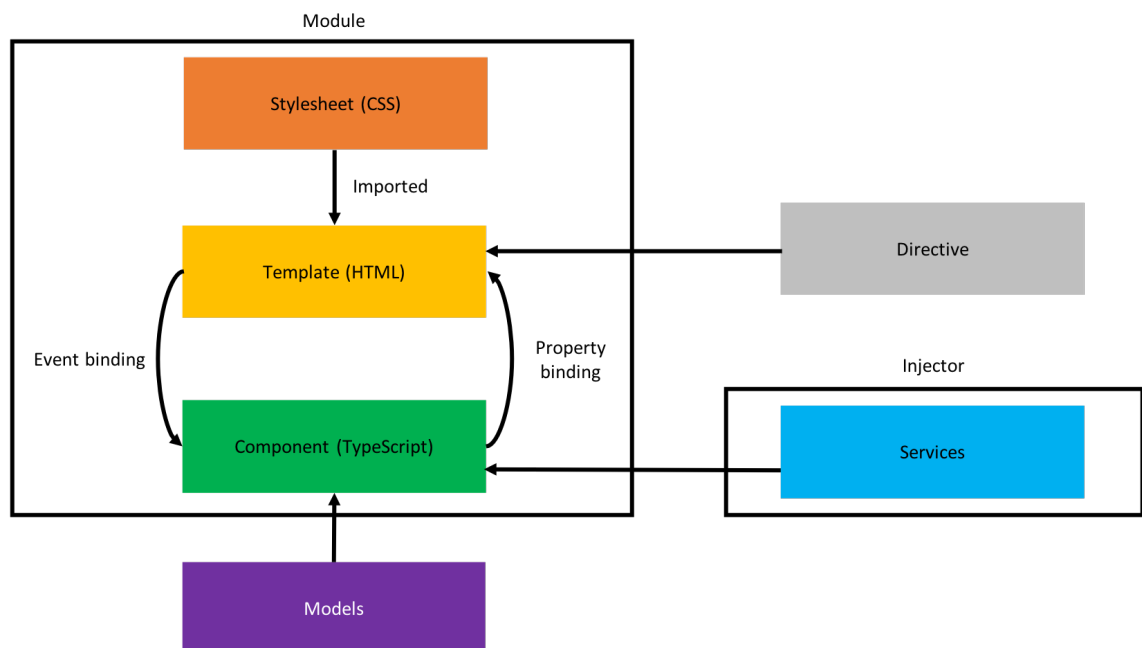 Module
Stylesheet (CSS)
Imported
Template (HTML)
Directive
Event binding
Property
binding
Injector
Component (TypeScript)
Services
Models